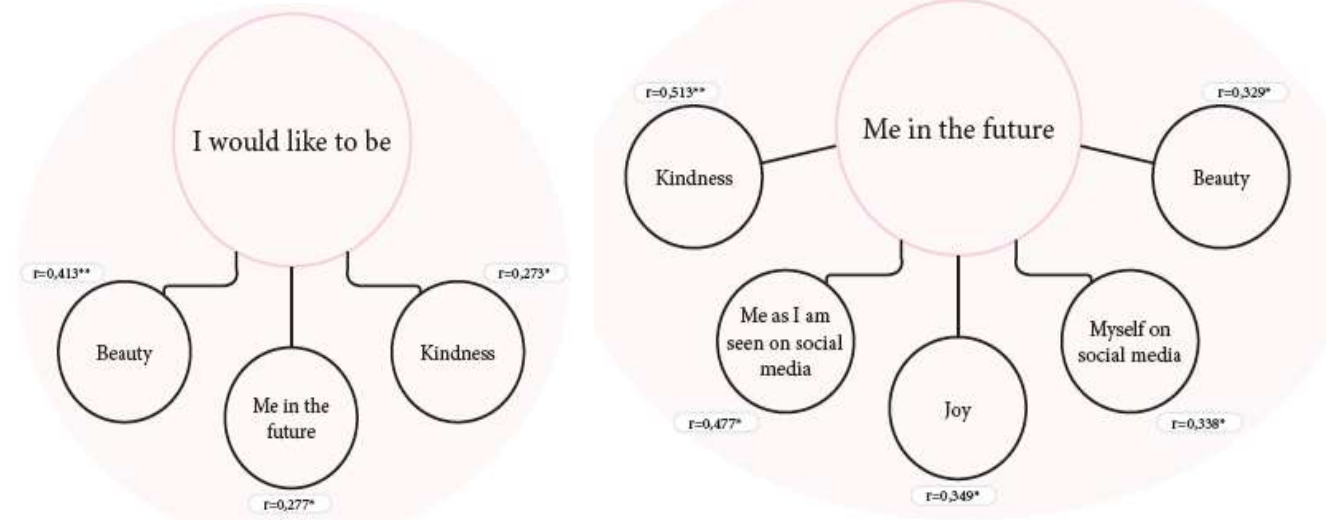 I would like to be
r=0,413**
Beauty
r=0,273*
Kindness
Me in the
future
r=0,277*
Me in the future
r=0,513**
Kindness
r=0,329*
Beauty
Me as I am
seen on social
media
r=0,477*
Joy
r=0,349*
Myself on
social media
r=0,338*